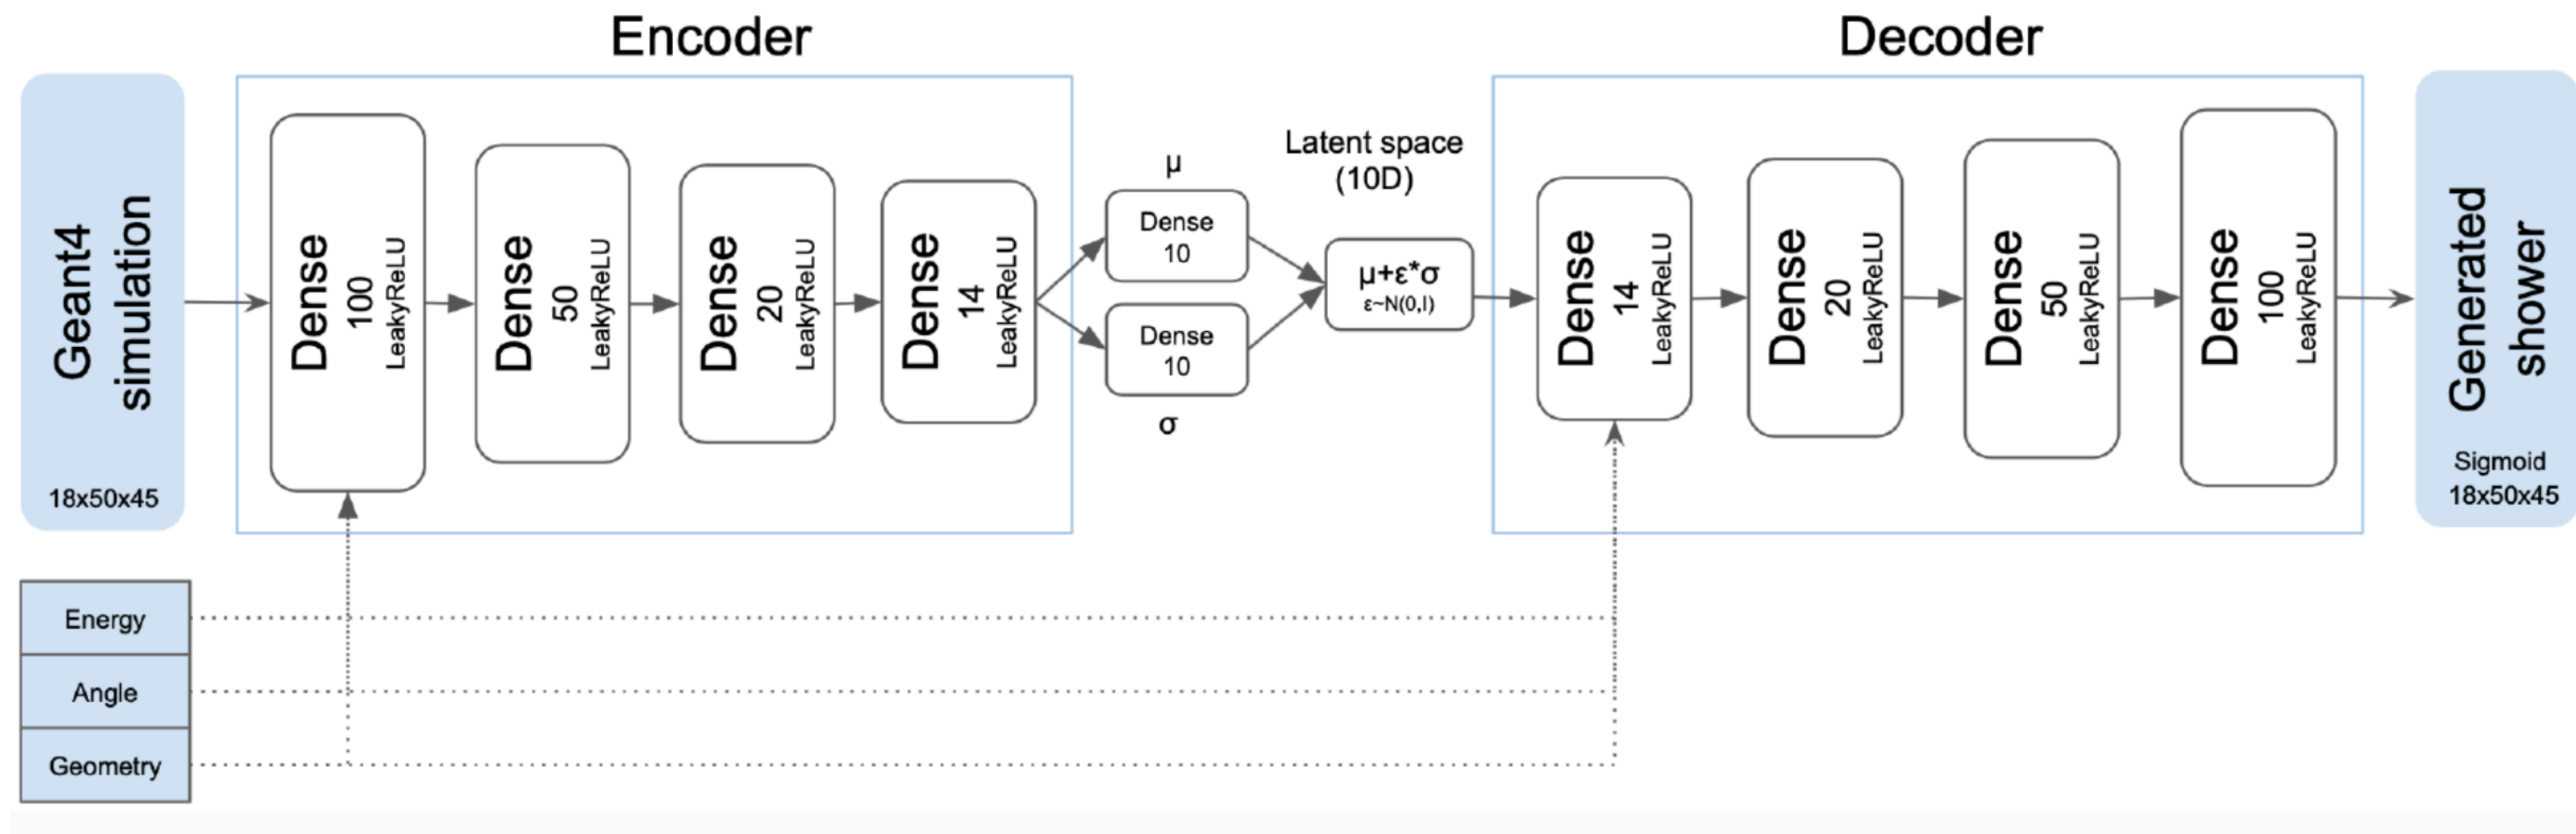 Encoder
Decoder
Geant4
simulation
18x50x45
Dense
100
LeakyReLU
Dense
50
LeakyReLU
Dense
20
LeakyReLU
Dense
14
LeakyReLU
μ
Dense
10
Dense
10
σ
Latent space
(10D)
μ+ε*σ
ε~N(0,I)
Dense
14
LeakyReLU
Dense
20
LeakyReLU
Dense
50
LeakyReLU
Dense
100
LeakyReLU
Generated
shower
Sigmoid
18x50x45
Energy
Angle
Geometry